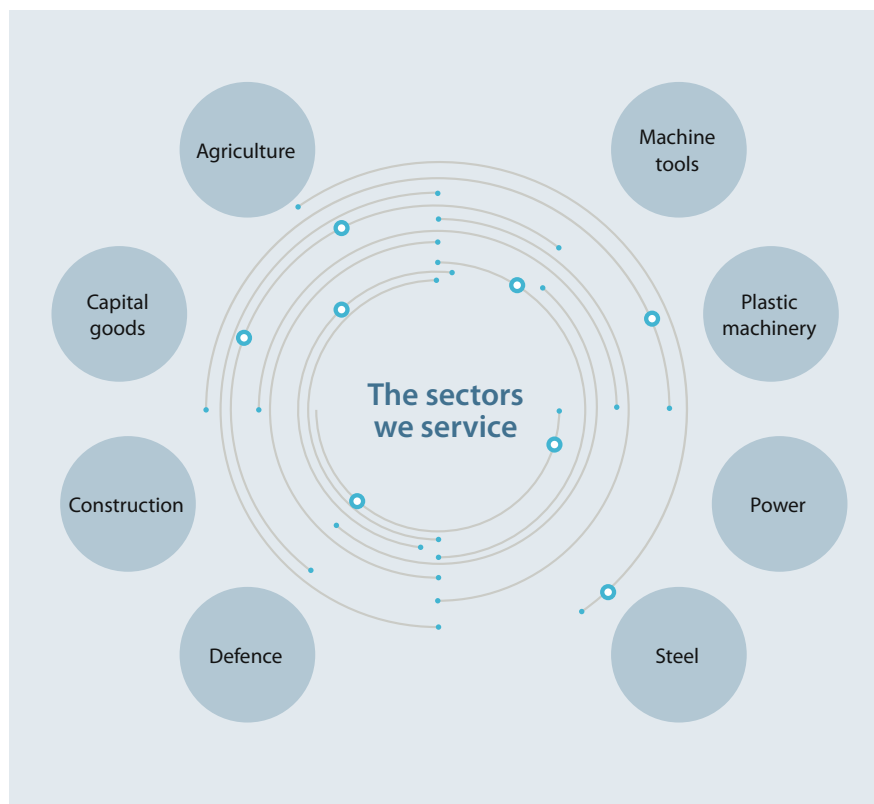 Agriculture
Machine
tools
Capital
goods
Plastic
machinery
The sectors
we service
Construction
Power
Defence
Steel